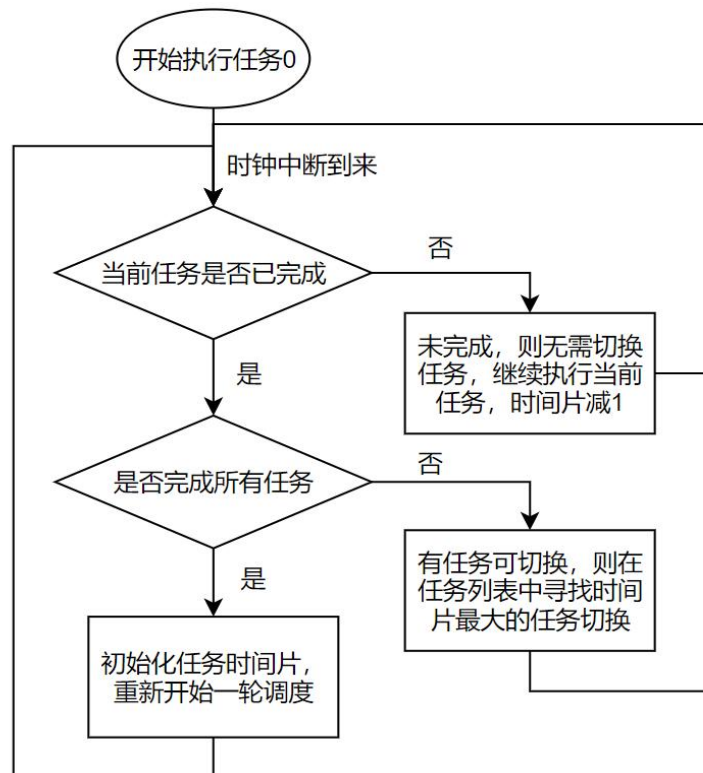 开始执行任务0
时钟中断到来
当前任务是否已完成
否
未完成，则无需切换
任务，继续执行当前
任务，时间片减1
是
是否完成所有任务
否
有任务可切换，则在
任务列表中寻找时间
片最大的任务切换
是
初始化任务时间片，
重新开始一轮调度